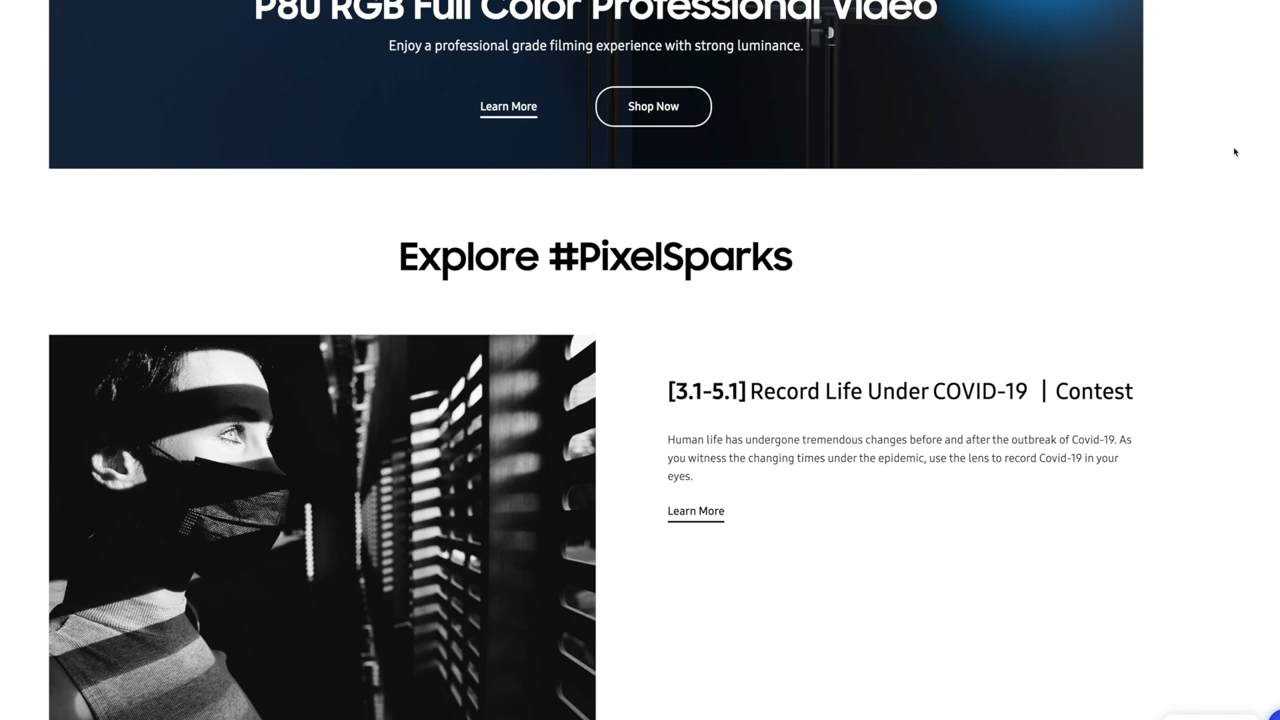 P80 RGB Full Color Professional Video
Enjoy a professional grade filming experience with strong luminance.
Learn More
Shop Now
Explore #PixelSparks
[3.1-5.1] Record Life Under COVID-19 | Contest
Human life has undergone tremendous changes before and after the outbreak of Covid-19. As
you witness the changing times under the epidemic, use the lens to record Covid-19 in your
eyes.
Learn More